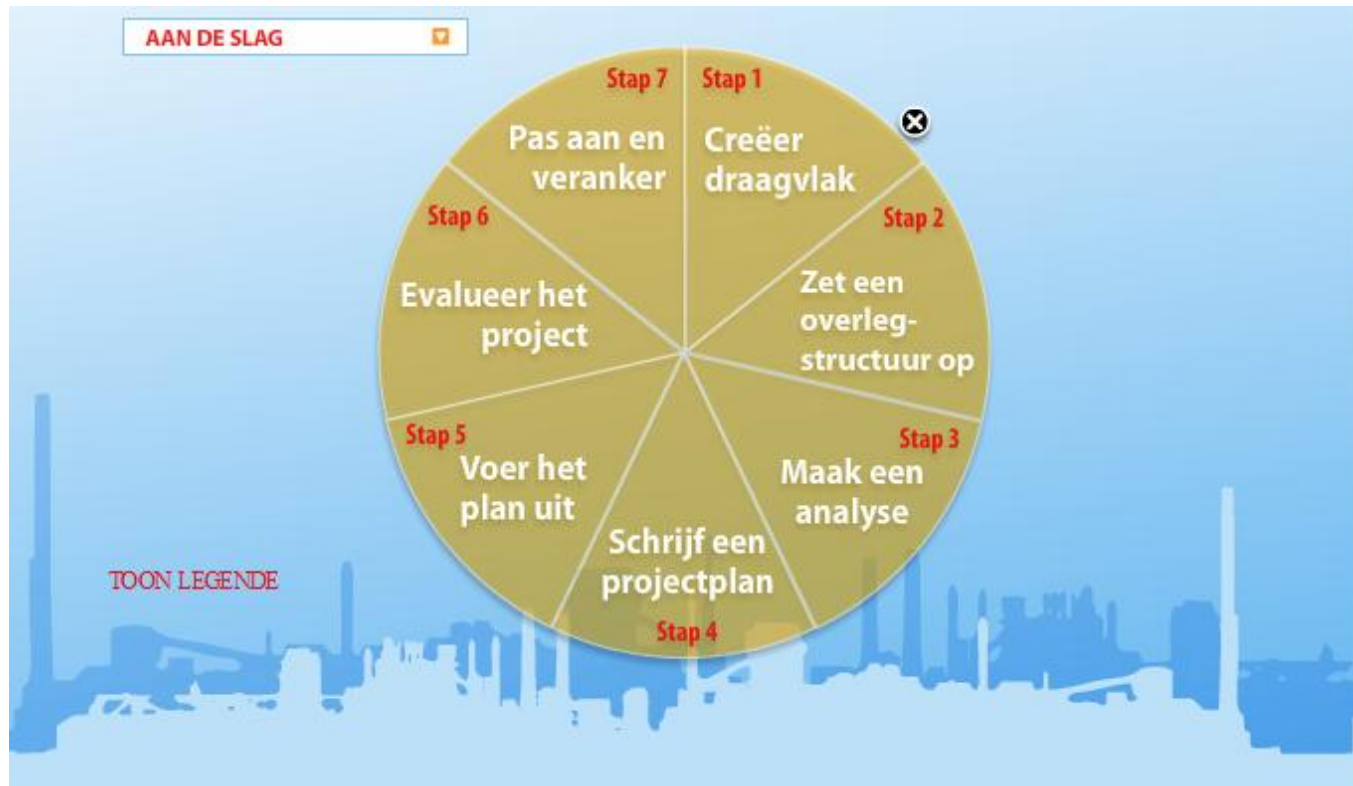 AAN DE SLAG
Stap 1
Creëer
draagvlak
Stap 2
Zet een
overleg-
structuur op
Stap 3
Maak een
analyse
Schrijf een
projectplan
Stap 4
Stap 5
Voer het
plan uit
Stap 6
Evalueer het
project
Stap 7
Pas aan en
veranker
TOON LEGENDE